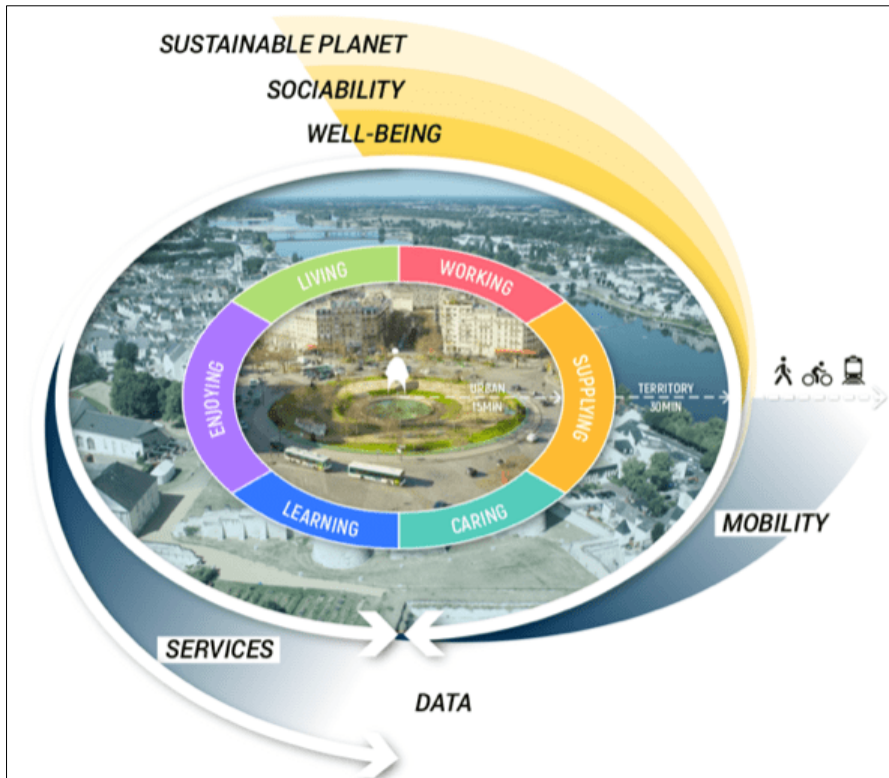 SUSTAINABLE PLANET
SOCIABILITY
WELL-BEING
LIVING
WORKING
ENJOYING
SUPPLYING
URBAN
15MIN
TERRITORY
30MIN
LEARNING
CARING
MOBILITY
SERVICES
DATA